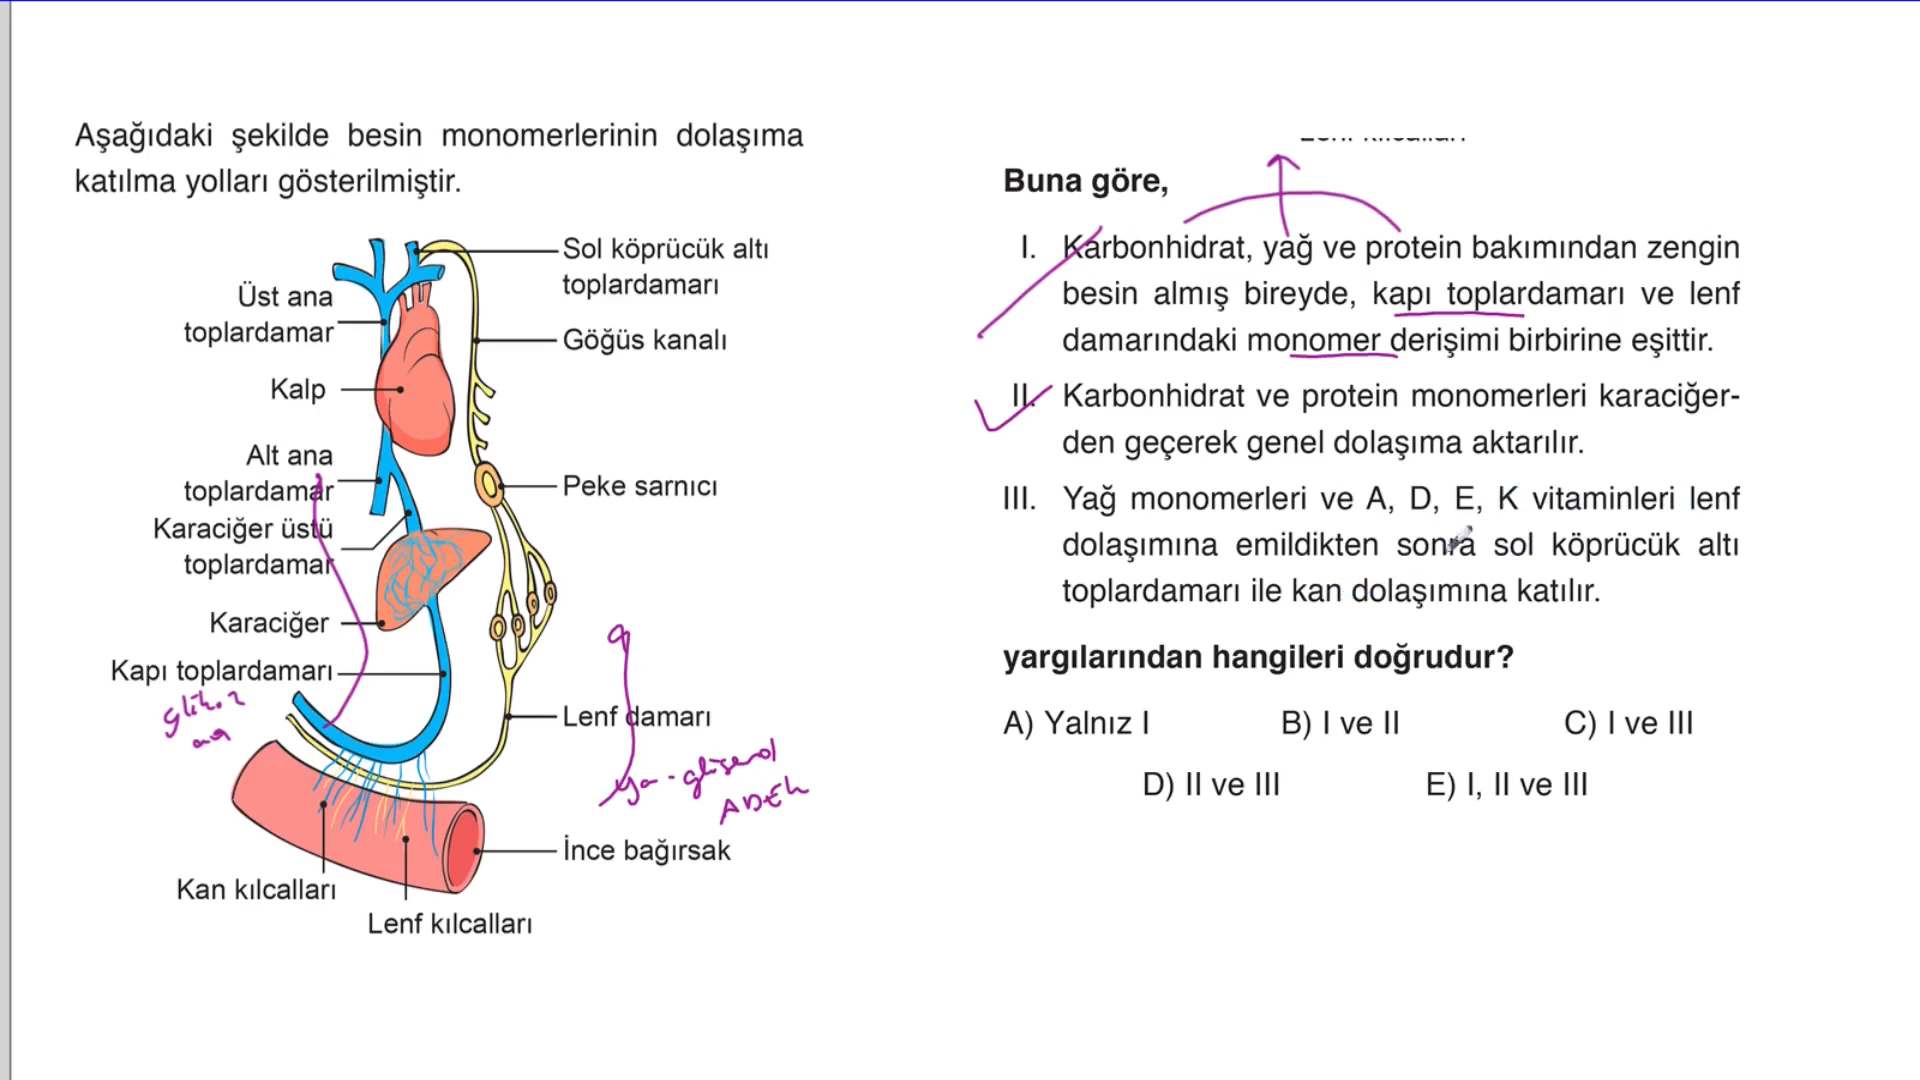 Aşağıdaki şekilde besin monomerlerinin dolaşıma
katılma yolları gösterilmiştir.
Sol köprücük altı
toplardamarı
Üst ana
toplardamar
Göğüs kanalı
Kalp
Alt ana
toplardamar
Peke sarnıcı
Karaciğer üstü
toplardamar
Karaciğer
Kapı toplardamarı
Lenf damarı
İnce bağırsak
Kan kılcalları
Lenf kılcalları
ADEK
Buna göre,
I. Karbonhidrat, yağ ve protein bakımından zengin
besin almış bireyde, kapı toplardamarı ve lenf
damarındaki monomer derişimi birbirine eşittir.
II. Karbonhidrat ve protein monomerleri karaciğer-
den geçerek genel dolaşıma aktarılır.
III. Yağ monomerleri ve A, D, E, K vitaminleri lenf
dolaşımına emildikten sonra sol köprücük altı
toplardamarı ile kan dolaşımına katılır.
yargılarından hangileri doğrudur?
A) Yalnız I B) I ve II C) I ve III
D) II ve III E) I, II ve III